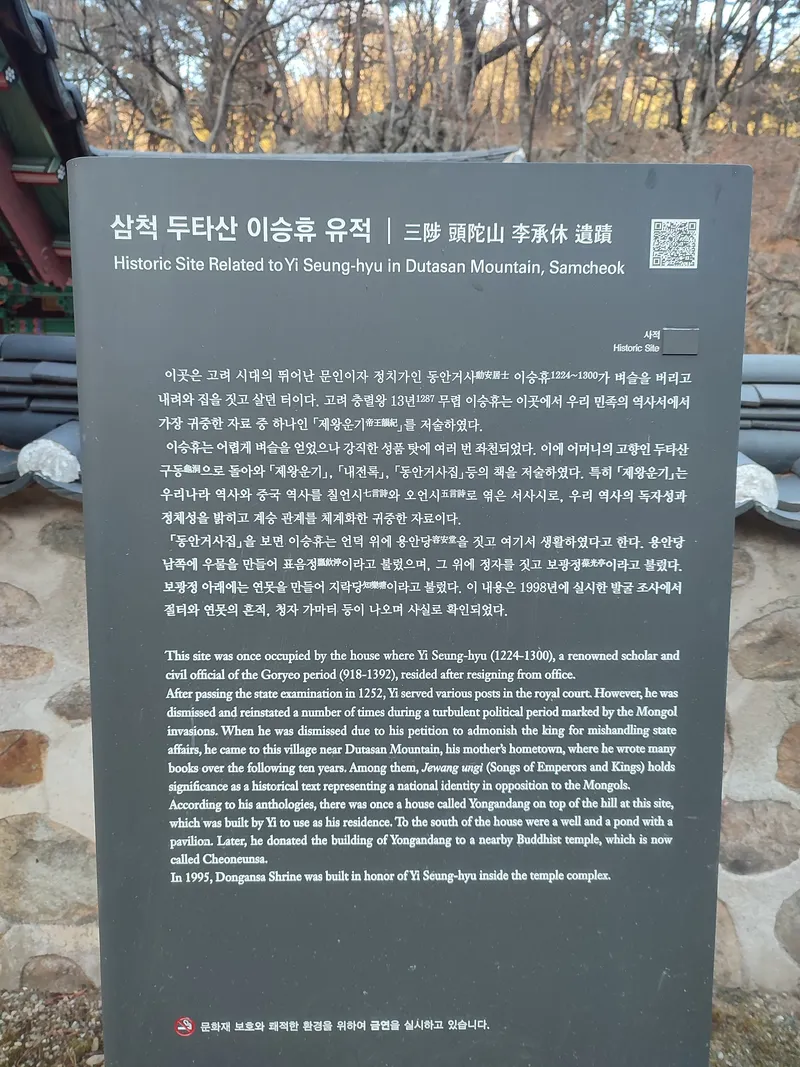 삼척 두타산 이승휴 유적 | 三陟 頭陀山 李承休 遺蹟
Historic Site Related to Yi Seung-hyu in Dutasan Mountain, Samcheok
사적
Historic Site
이곳은 고려 시대의 뛰어난 문인이자 정치가인 동안거사動安居士 이승휴1224~1300가 벼슬을 버리고
내려와 집을 짓고 살던 터이다. 고려 충렬왕 13년1287 무렵 이승휴는 이곳에서 우리 민족의 역사서에서
가장 귀중한 자료 중 하나인 「제왕운기帝王韻紀」를 저술하였다.
이승휴는 어렵게 벼슬을 얻었으나 강직한 성품 탓에 여러 번 좌천되었다. 이에 어머니의 고향인 두타산
구동龜洞으로 돌아와 「제왕운기」, 「내전록」, 「동안거사집」등의 책을 저술하였다. 특히 「제왕운기」는
우리나라 역사와 중국 역사를 칠언시七言詩와 오언시五言詩로 엮은 서사시로, 우리 역사의 독자성과
정체성을 밝히고 계승 관계를 체계화한 귀중한 자료이다.
「동안거사집」을 보면 이승휴는 언덕 위에 용안당容安堂을 짓고 여기서 생활하였다고 한다. 용안당
남쪽에 우물을 만들어 표음정瓢飮渟이라고 불렀으며, 그 위에 정자를 짓고 보광정葆光亭이라고 불렀다.
보광정 아래에는 연못을 만들어 지락당知樂塘이라고 불렀다. 이 내용은 1998년에 실시한 발굴 조사에서
절터와 연못의 흔적, 청자 가마터 등이 나오며 사실로 확인되었다.
This site was once occupied by the house where Yi Seung-hyu (1224-1300), a renowned scholar and
civil official of the Goryeo period (918-1392), resided after resigning from office.
After passing the state examination in 1252, Yi served various posts in the royal court. However, he was
dismissed and reinstated a number of times during a turbulent political period marked by the Mongol
invasions. When he was dismissed due to his petition to admonish the king for mishandling state
affairs, he came to this village near Dutasan Mountain, his mother's hometown, where he wrote many
books over the following ten years. Among them, Jewang ungi (Songs of Emperors and Kings) holds
significance as a historical text representing a national identity in opposition to the Mongols.
According to his anthologies, there was once a house called Yongandang on top of the hill at this site,
which was built by Yi to use as his residence. To the south of the house were a well and a pond with a
pavilion. Later, he donated the building of Yongandang to a nearby Buddhist temple, which is now
called Cheoneunsa.
In 1995, Dongansa Shrine was built in honor of Yi Seung-hyu inside the temple complex.
문화재 보호와 쾌적한 환경을 위하여 금연을 실시하고 있습니다.